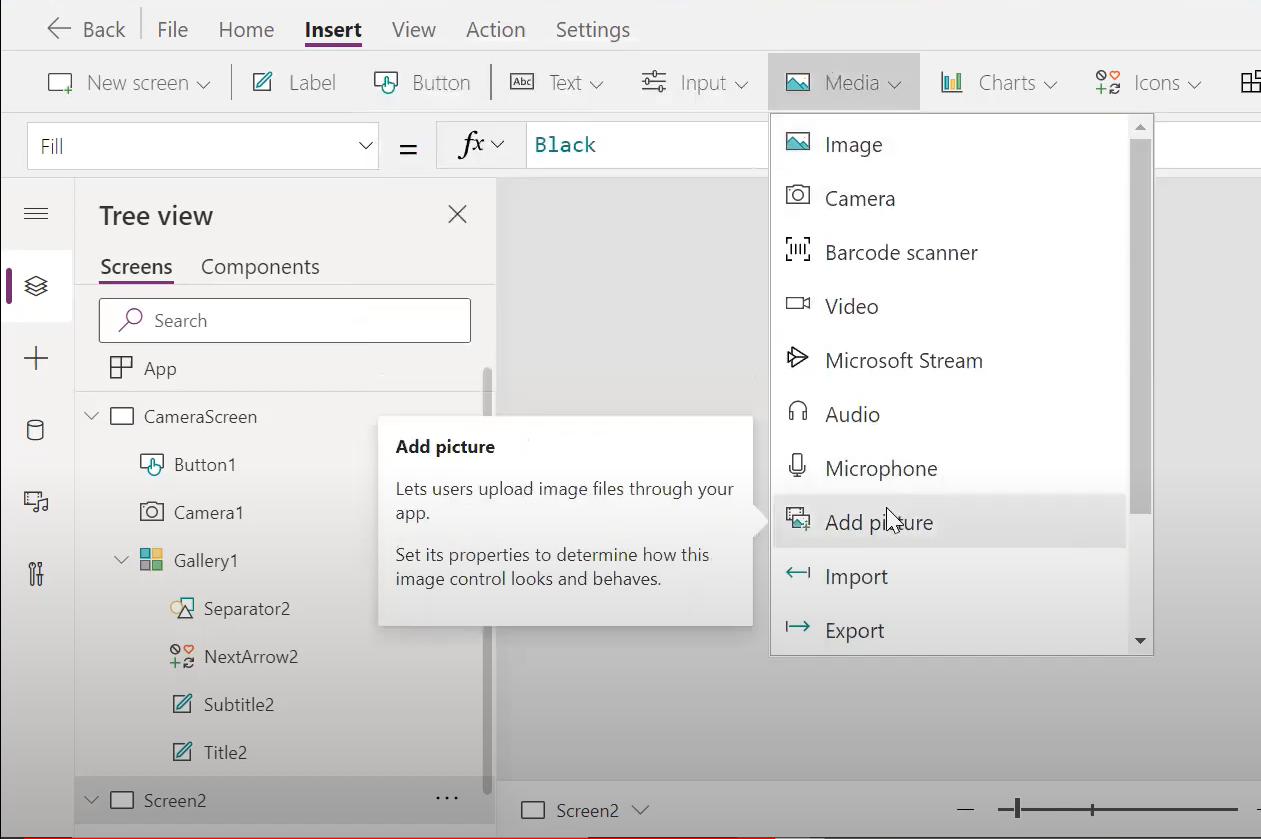 Back File Home Insert View Action Settings
New screen Label Button Abc Text Input Media Charts Icons
Fill = fx Black
Tree view
Screens Components
Search
App
CameraScreen
Button1
Camera1
Gallery1
Separator2
NextArrow2
Subtitle2
Title2
Screen2 ...
Add picture
Lets users upload image files through your
app.
Set its properties to determine how this
image control looks and behaves.
Image
Camera
Barcode scanner
Video
Microsoft Stream
Audio
Microphone
Add picture
Import
Export
Screen2